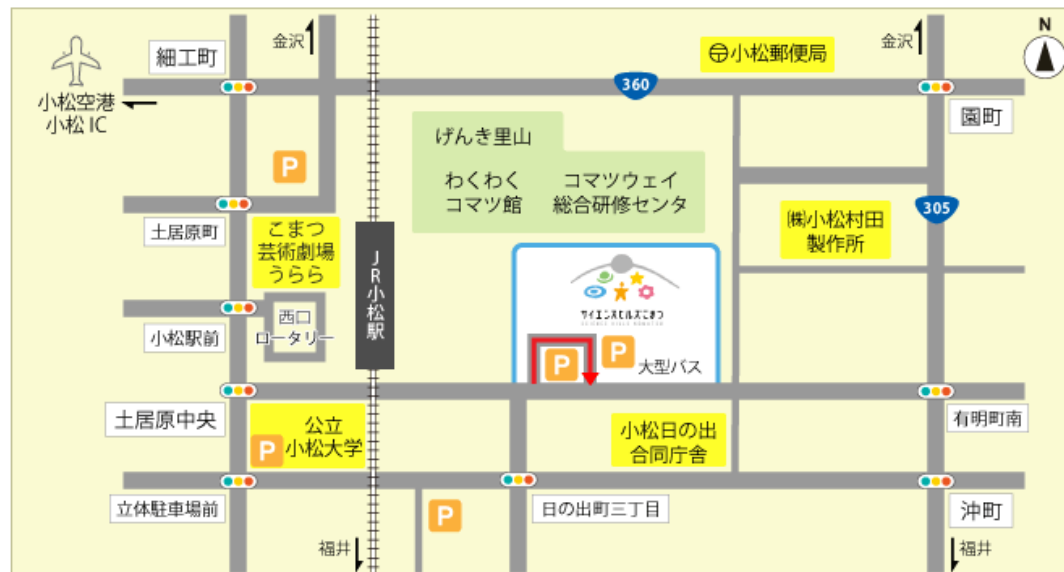 金沢
金沢
N
細工町
〶小松郵便局
360
小松空港
小松 IC
園町
げんき里山
P
わくわく
コマツ館
コマツウェイ
総合研修センタ
305
㈱小松村田
製作所
土居原町
こまつ
芸術劇場
うらら
JR小松駅
サイエンスヒルズこまつ
SCIENCE HILLS KOMATSU
西口
ロータリー
小松駅前
P
P
大型バス
土居原中央
公立
小松大学
P
小松日の出
合同庁舎
有明町南
立体駐車場前
P
日の出町三丁目
沖町
福井
福井